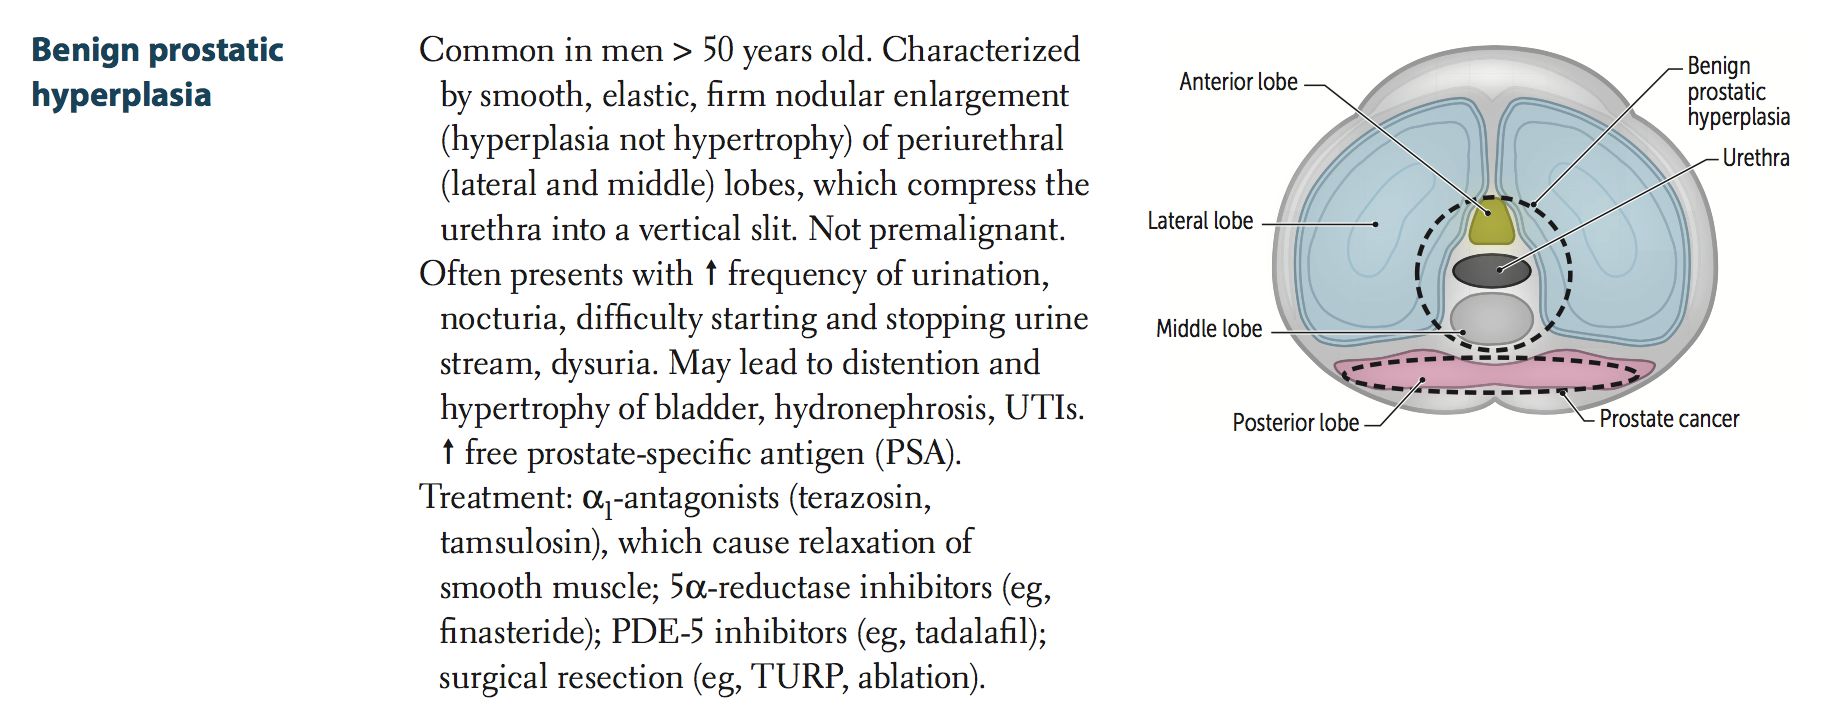 Benign prostatic
hyperplasia
Common in men > 50 years old. Characterized
by smooth, elastic, firm nodular enlargement
(hyperplasia not hypertrophy) of periurethral
(lateral and middle) lobes, which compress the
urethra into a vertical slit. Not premalignant.
Often presents with ↑ frequency of urination,
nocturia, difficulty starting and stopping urine
stream, dysuria. May lead to distention and
hypertrophy of bladder, hydronephrosis, UTIs.
↑ free prostate-specific antigen (PSA).
Treatment: α₁-antagonists (terazosin,
tamsulosin), which cause relaxation of
smooth muscle; 5α-reductase inhibitors (eg,
finasteride); PDE-5 inhibitors (eg, tadalafil);
surgical resection (eg, TURP, ablation).
Anterior lobe
Lateral lobe
Middle lobe
Posterior lobe
Benign
prostatic
hyperplasia
Urethra
Prostate cancer